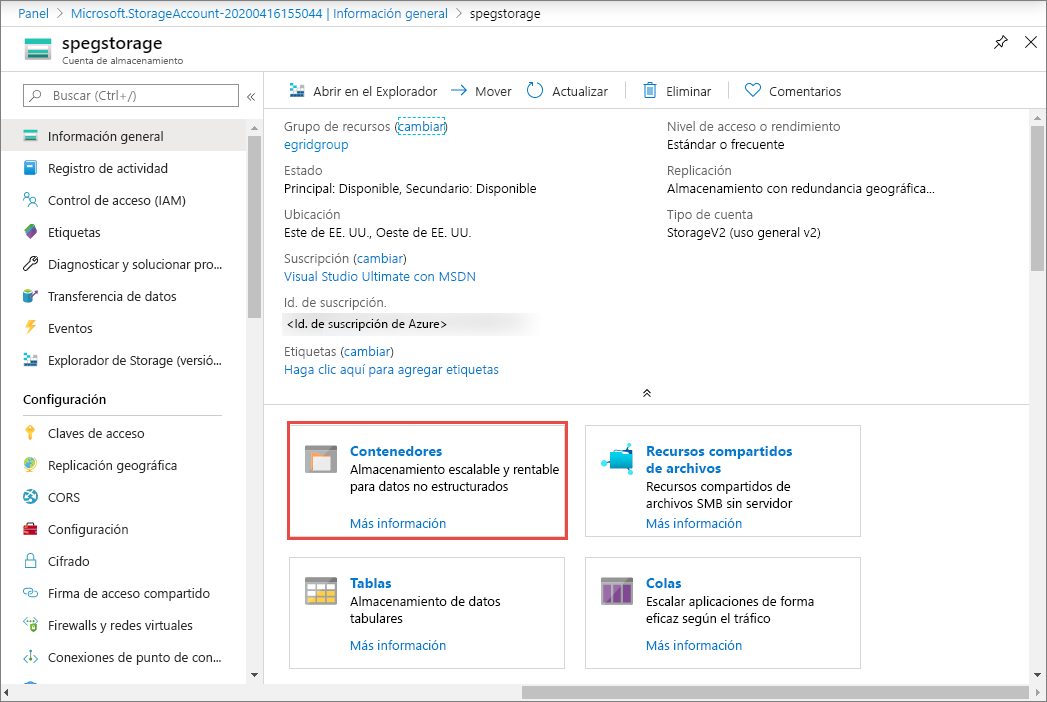 Panel > Microsoft.StorageAccount-20200416155044 | Información general > spegstorage
spegstorage
Cuenta de almacenamiento
Buscar (Ctrl+/)
«
Información general
Registro de actividad
Control de acceso (IAM)
Etiquetas
Diagnosticar y solucionar pro...
Transferencia de datos
Eventos
Explorador de Storage (versió...
Configuración
Claves de acceso
Replicación geográfica
CORS
Configuración
Cifrado
Firma de acceso compartido
Firewalls y redes virtuales
Conexiones de punto de con...
Abrir en el Explorador Mover Actualizar Eliminar Comentarios
Grupo de recursos (cambiar)
egridgroup
Estado
Principal: Disponible, Secundario: Disponible
Ubicación
Este de EE. UU., Oeste de EE. UU.
Suscripción (cambiar)
Visual Studio Ultimate con MSDN
Id. de suscripción.
<Id. de suscripción de Azure>
Etiquetas (cambiar)
Haga clic aquí para agregar etiquetas
Nivel de acceso o rendimiento
Estándar o frecuente
Replicación
Almacenamiento con redundancia geográfica...
Tipo de cuenta
StorageV2 (uso general v2)
Contenedores
Almacenamiento escalable y rentable
para datos no estructurados
Más información
Recursos compartidos
de archivos
Recursos compartidos de
archivos SMB sin servidor
Más información
Tablas
Almacenamiento de datos
tabulares
Más información
Colas
Escalar aplicaciones de forma
eficaz según el tráfico
Más información